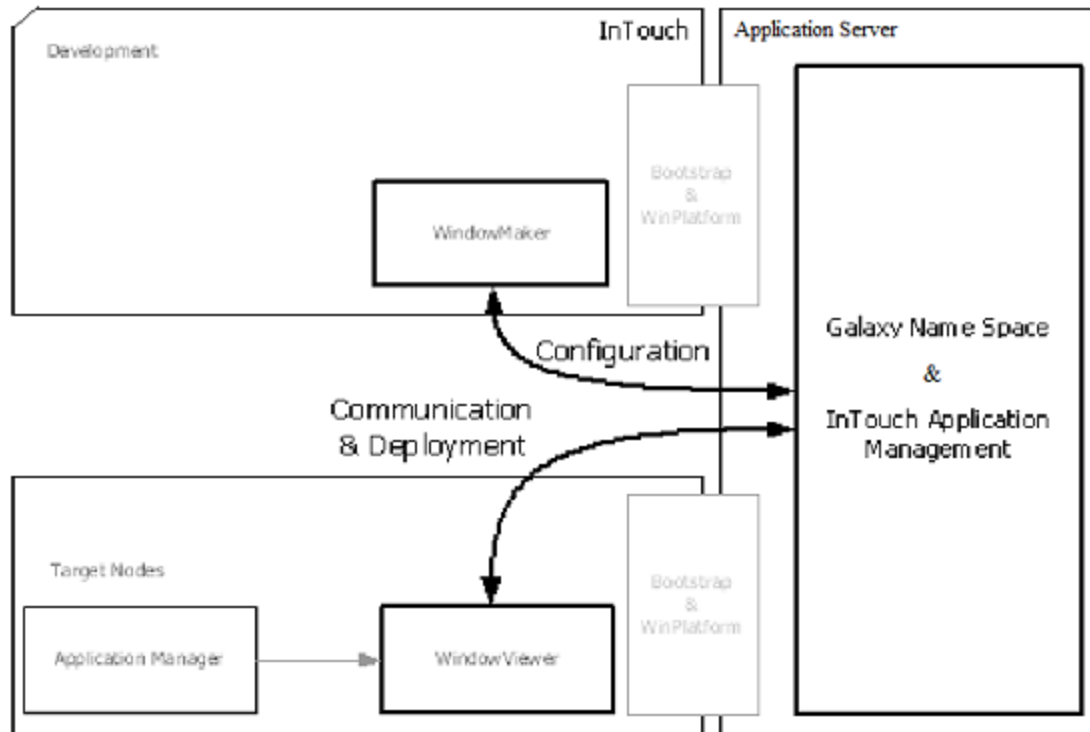 InTouch
Application Server
Development
Bootstrap
&
WinPlatform
WindowMaker
Galaxy Name Space
&
InTouch Application
Management
Configuration
Communication
& Deployment
Target Nodes
Bootstrap
&
WinPlatform
Application Manager
WindowViewer